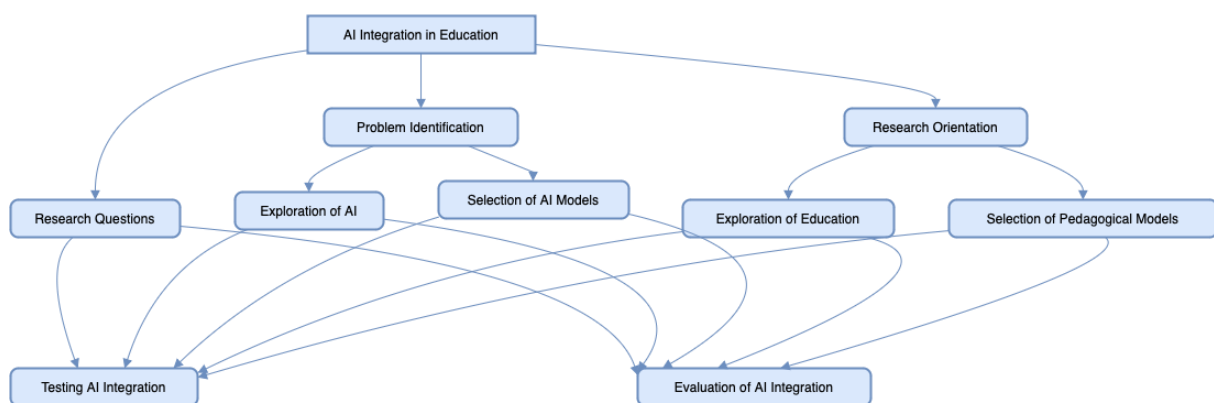 AI Integration in Education
Problem Identification
Research Orientation
Research Questions
Exploration of AI
Selection of AI Models
Exploration of Education
Selection of Pedagogical Models
Testing AI Integration
Evaluation of AI Integration